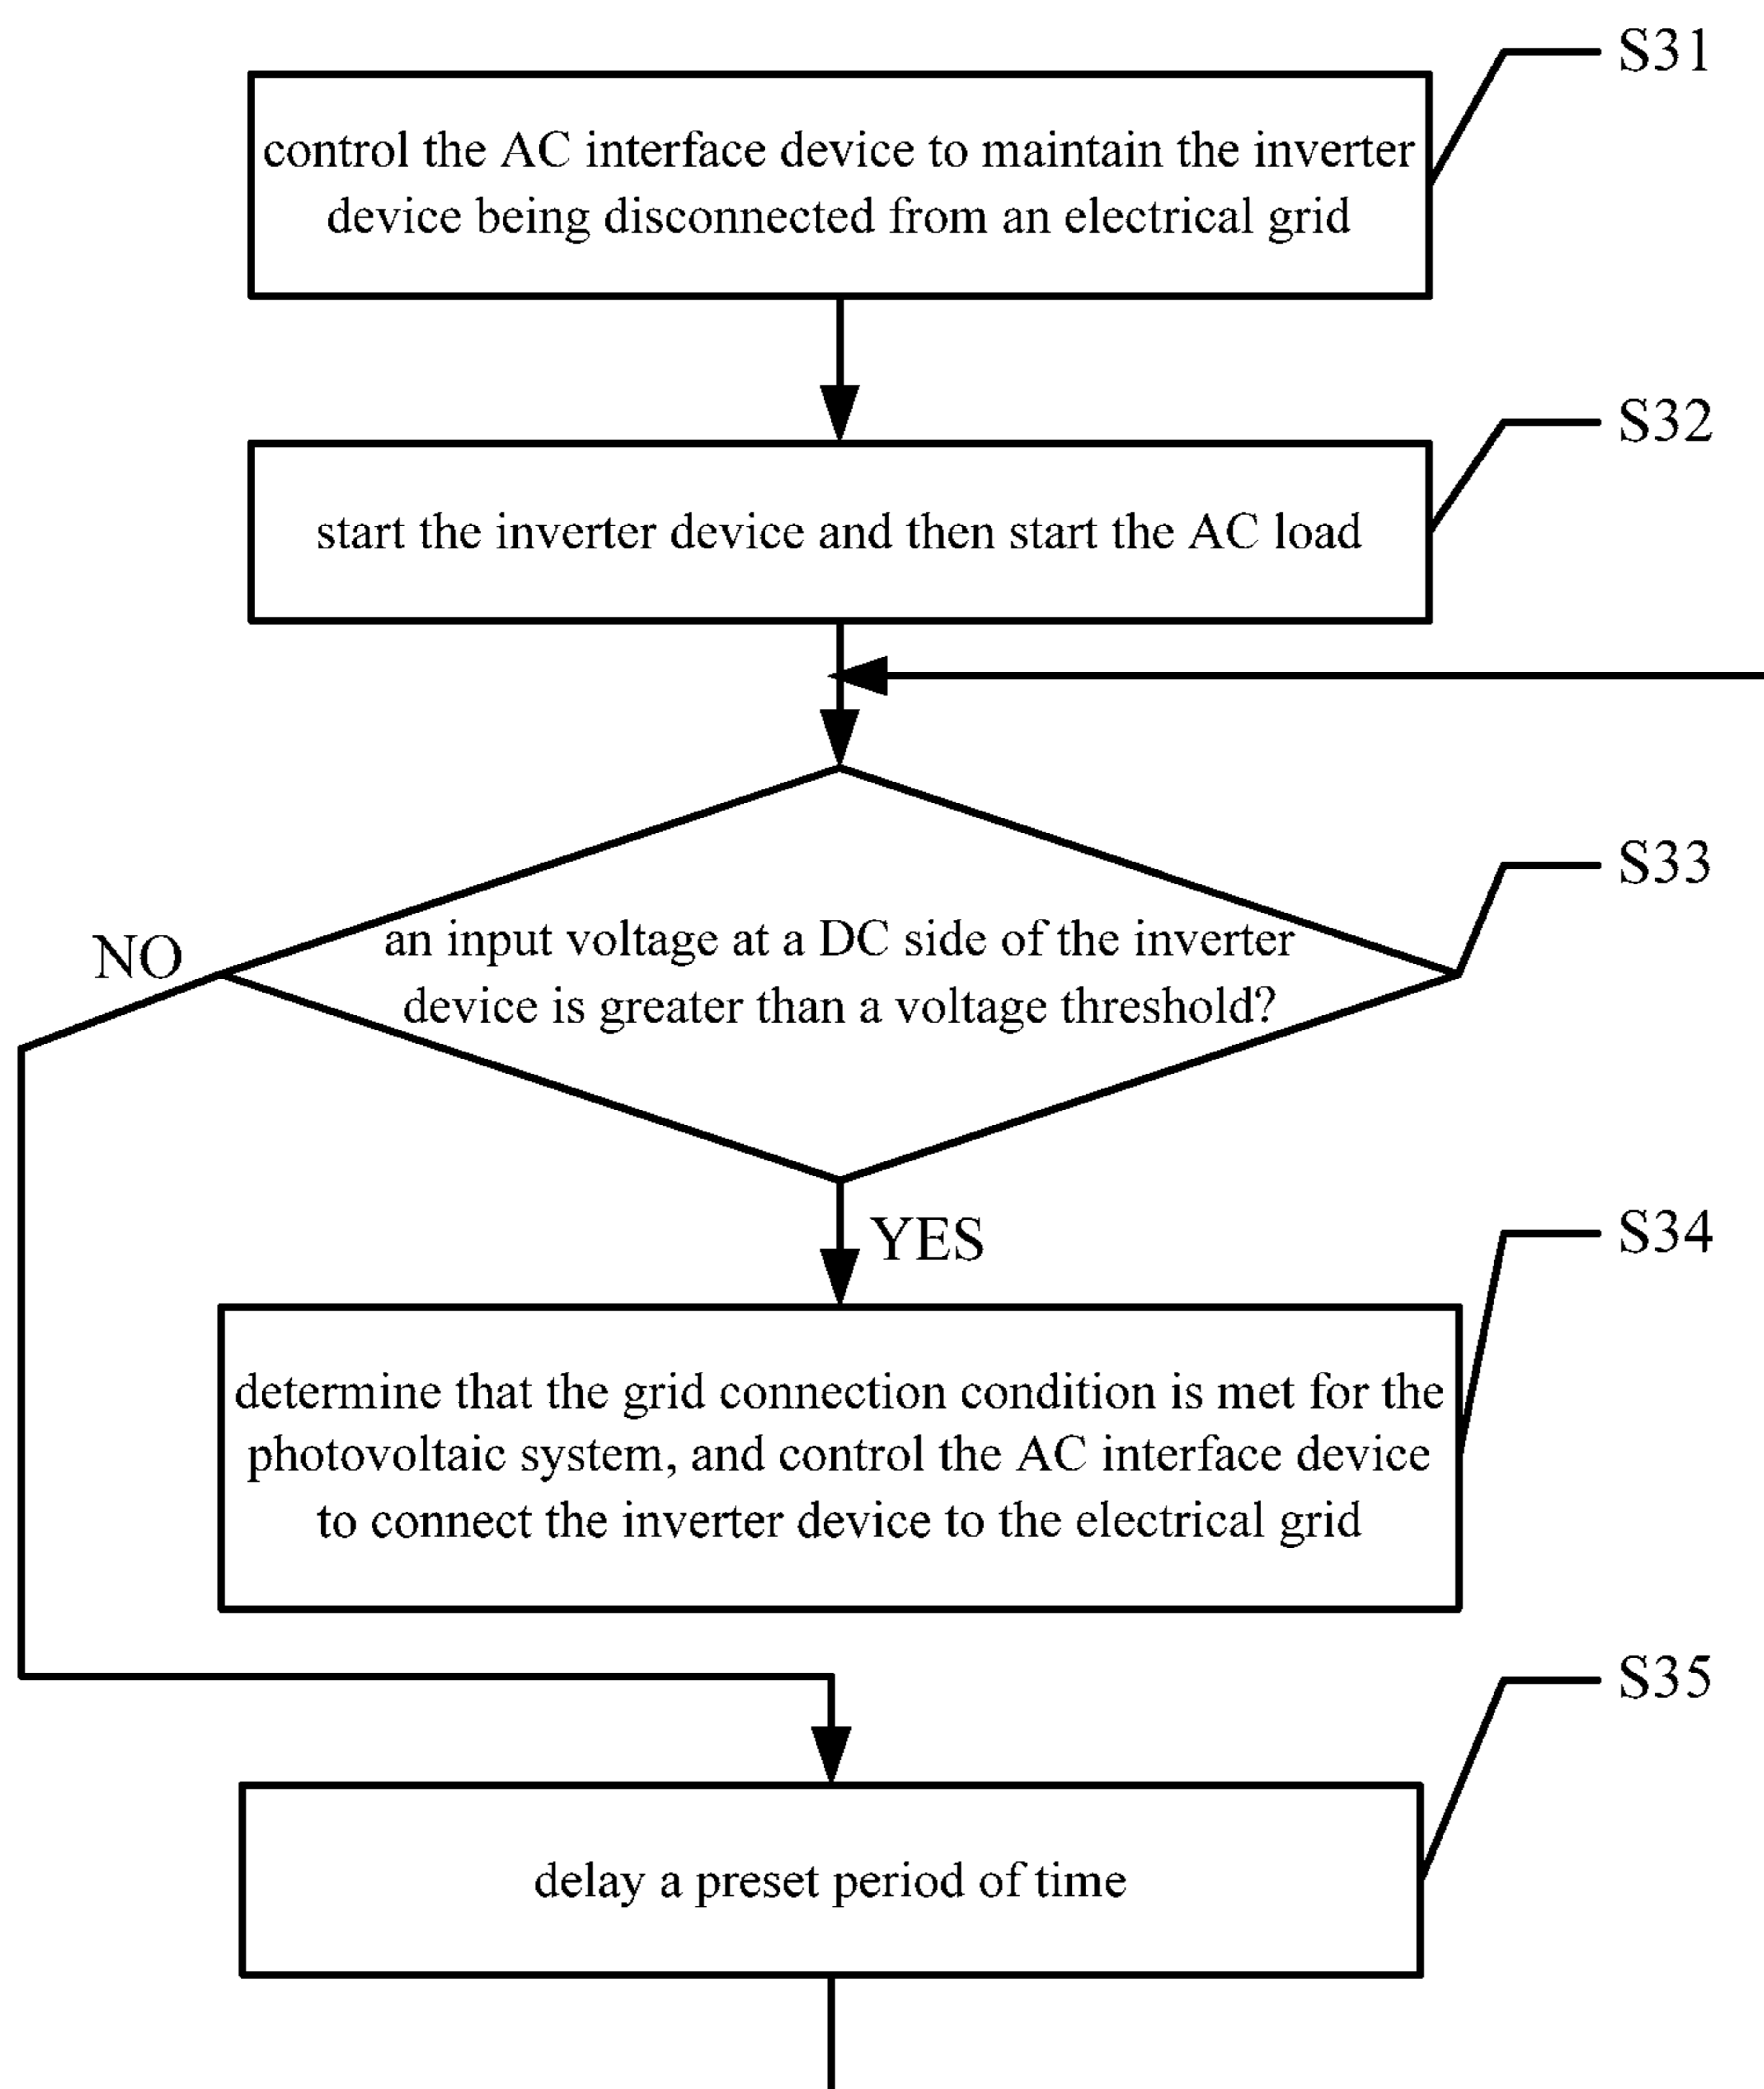 S31
control the AC interface device to maintain the inverter
device being disconnected from an electrical grid
S32
start the inverter device and then start the AC load
S33
an input voltage at a DC side of the inverter
device is greater than a voltage threshold?
NO
YES
S34
determine that the grid connection condition is met for the
photovoltaic system, and control the AC interface device
to connect the inverter device to the electrical grid
S35
delay a preset period of time